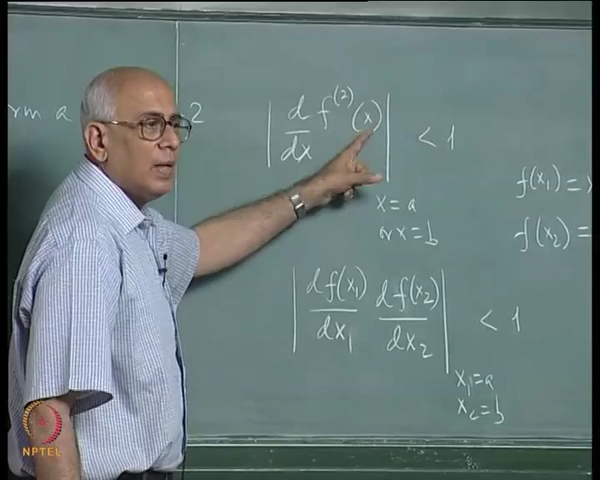 rm a 2
| d/dx f^(2)(x) | < 1
x=a
or x=b
f(x₁) =
f(x₂) =
| df(x₁)/dx₁ df(x₂)/dx₂ | < 1
x₁=a
x₂=b
NPTEL